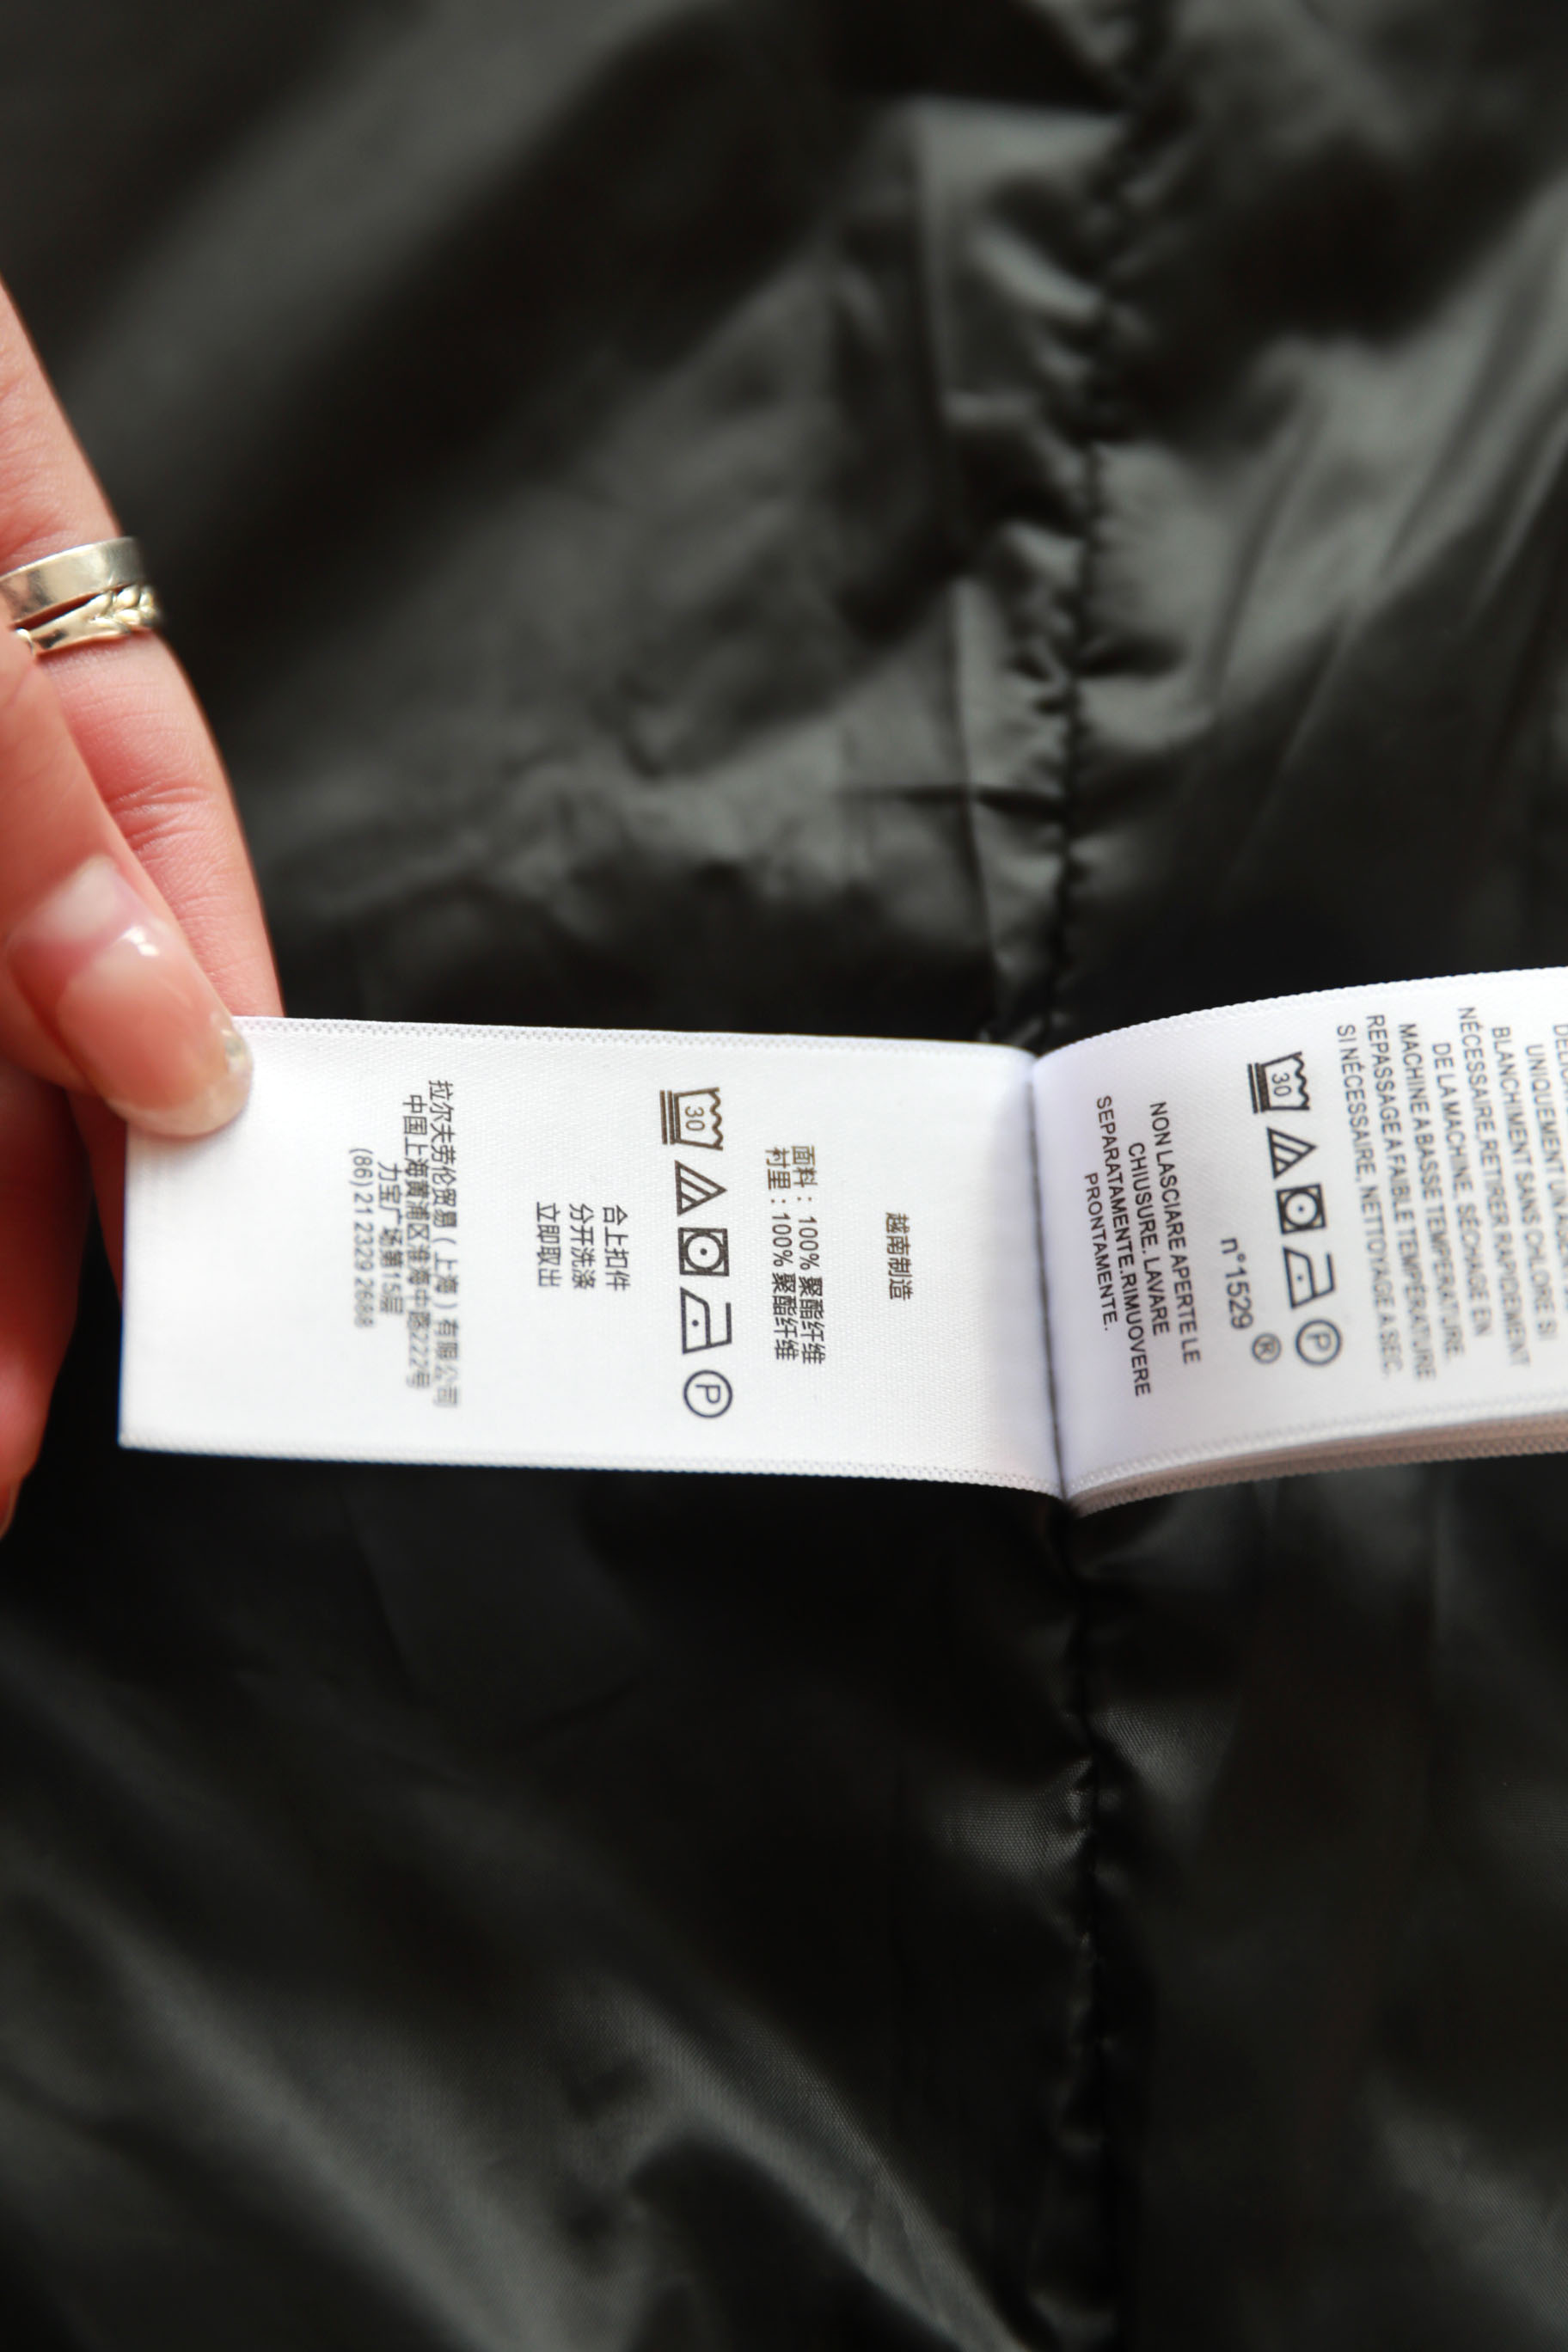 越南制造
面料：100% 聚酯纤维
衬里：100% 聚酯纤维
30
P
合上扣件
分开洗涤
立即取出
拉尔夫劳伦贸易（上海）有限公司
中国上海黄浦区淮海中路222号
力宝广场第15层
(86) 21 2329 2688
UNIQUEMENT
BLANCHIMENT SANS CHLORE SI
NÉCESSAIRE,RETIRER RAPIDEMENT
DE LA MACHINE. SÉCHAGE EN
MACHINE A BASSE TEMPERATURE.
REPASSAGE A FAIBLE TEMPÉRATURE
SI NÉCESSAIRE, NETTOYAGE A SEC.
30
P
®
n°1529
NON LASCIARE APERTE LE
CHIUSURE. LAVARE
SEPARATAMENTE.RIMUOVERE
PRONTAMENTE.